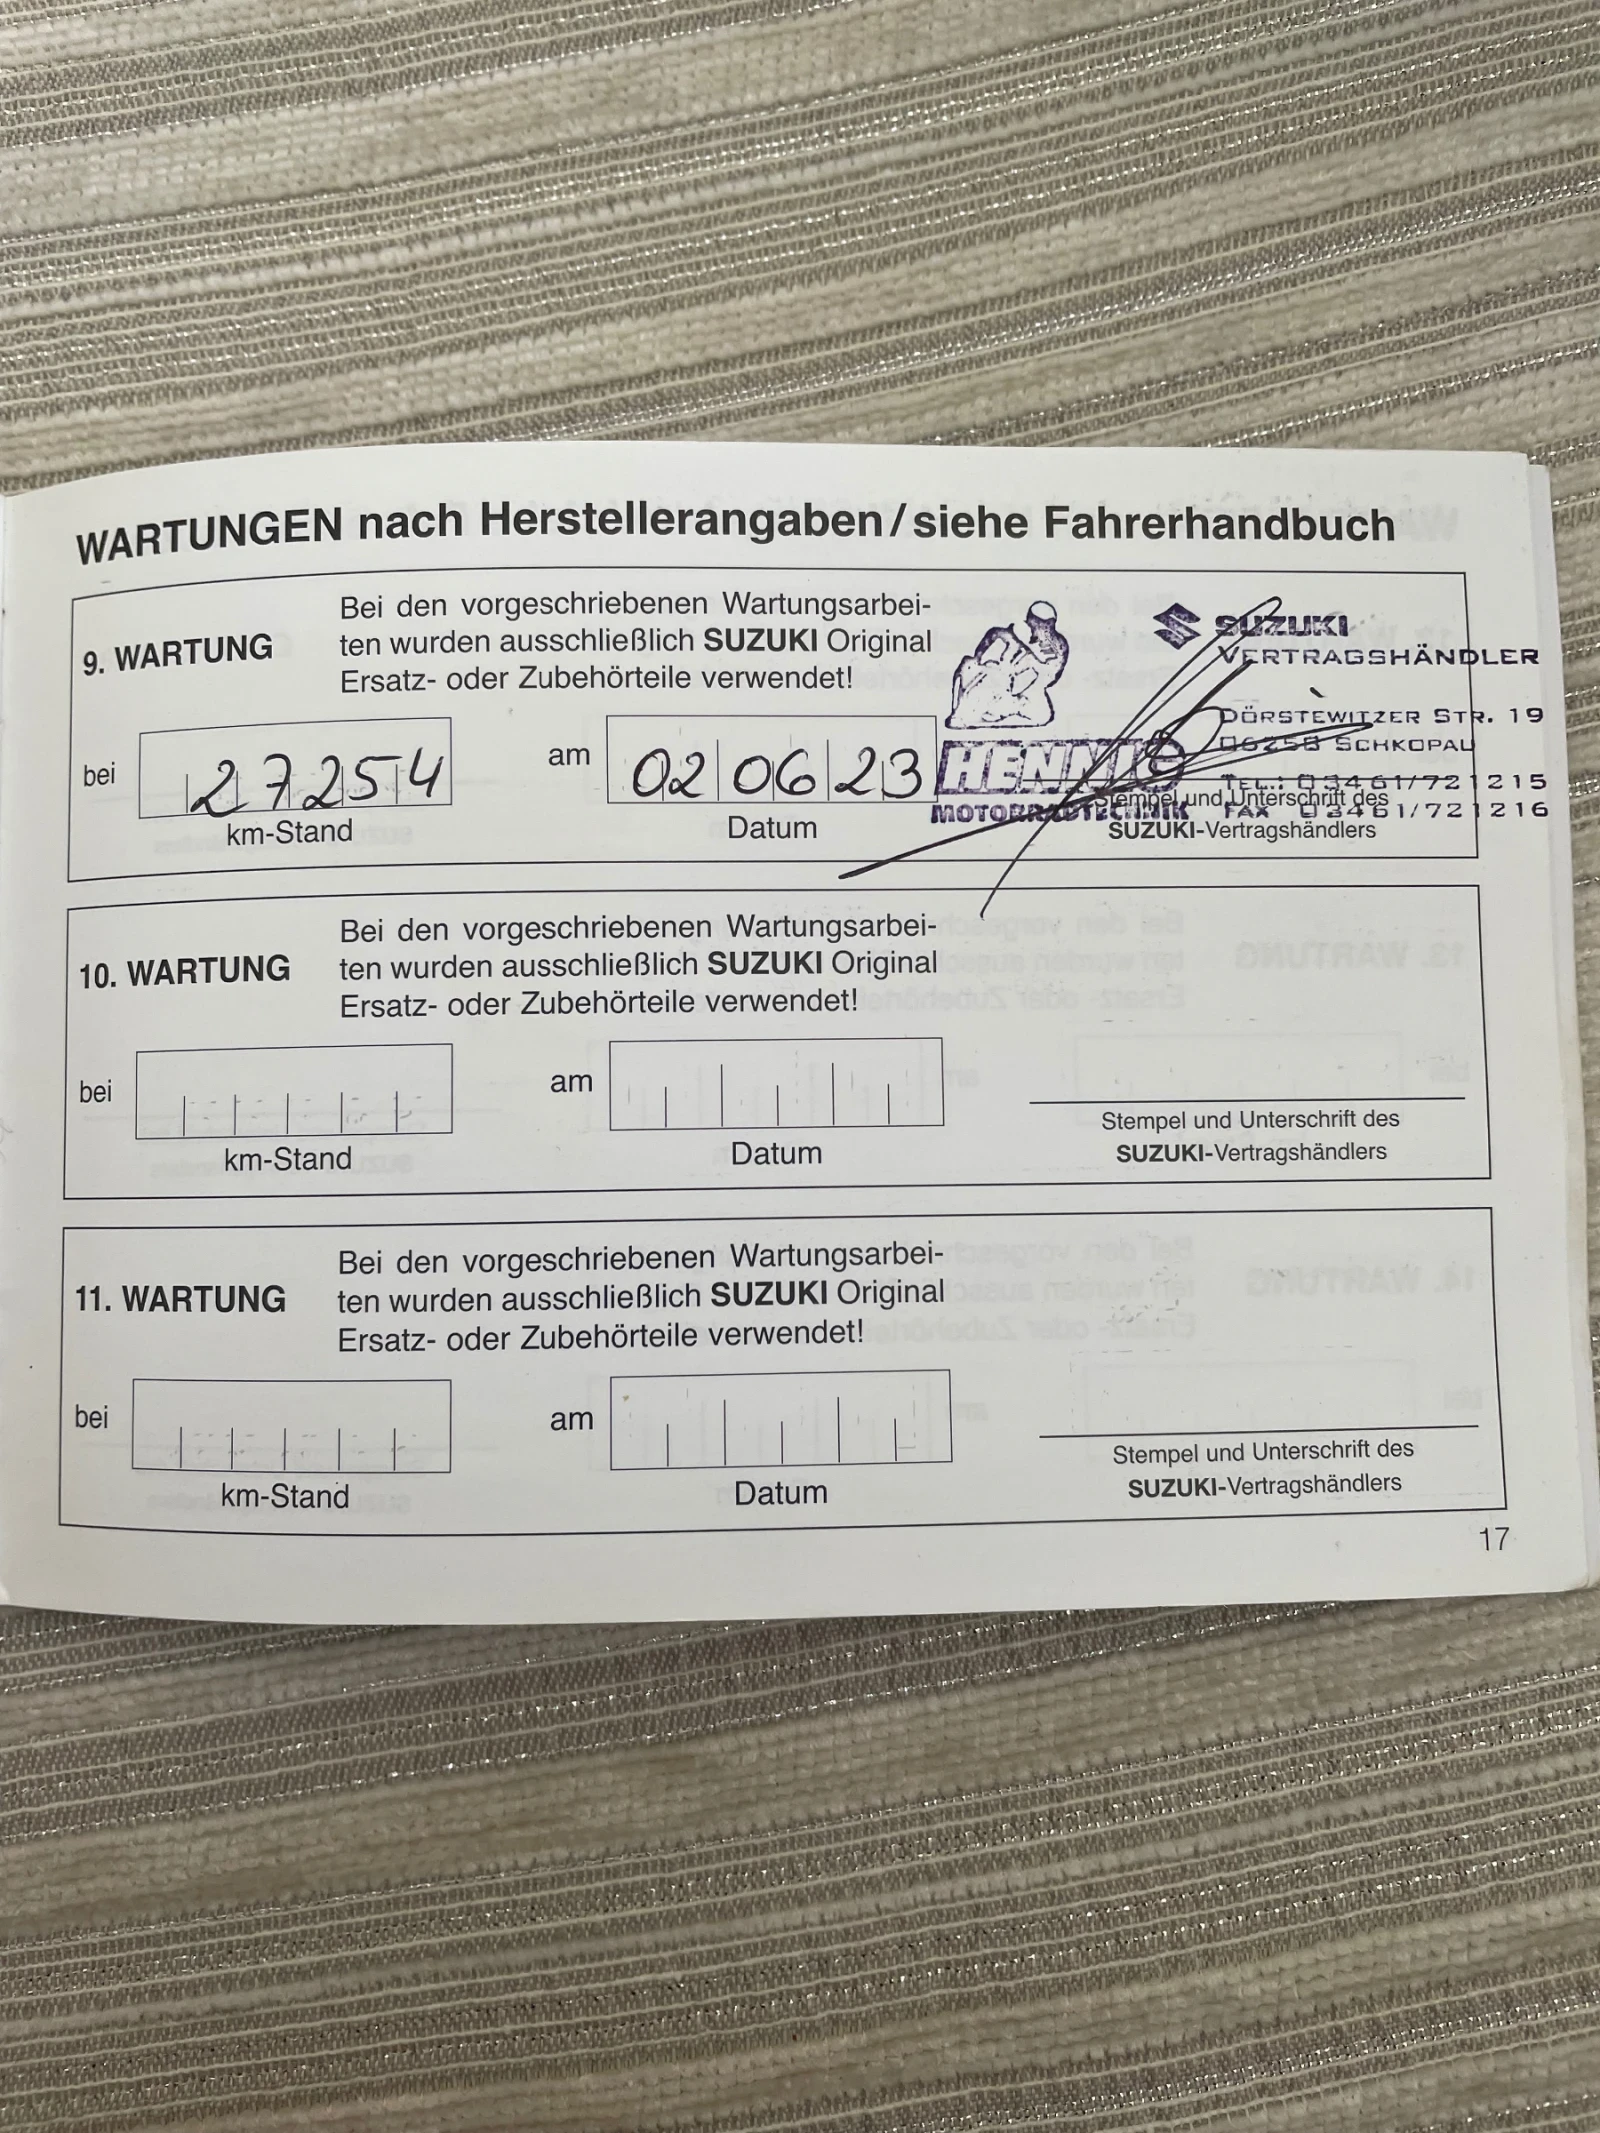 WARTUNGEN nach Herstellerangaben/siehe Fahrerhandbuch
9. WARTUNG
Bei den vorgeschriebenen Wartungsarbei-
ten wurden ausschließlich SUZUKI Original
Ersatz- oder Zubehörteile verwendet!
bei 27254
km-Stand
am 02 06 23
Datum
SUZUKI
VERTRAGSHÄNDLER
DÖRSTEWITZER STR. 19
06258 SCHKOPAU
TEL.: 03461/721215
FAX 03461/721216
HENNIG
MOTORRADTECHNIK
Stempel und Unterschrift des
SUZUKI-Vertragshändlers
10. WARTUNG
Bei den vorgeschriebenen Wartungsarbei-
ten wurden ausschließlich SUZUKI Original
Ersatz- oder Zubehörteile verwendet!
bei
km-Stand
am
Datum
Stempel und Unterschrift des
SUZUKI-Vertragshändlers
11. WARTUNG
Bei den vorgeschriebenen Wartungsarbei-
ten wurden ausschließlich SUZUKI Original
Ersatz- oder Zubehörteile verwendet!
bei
km-Stand
am
Datum
Stempel und Unterschrift des
SUZUKI-Vertragshändlers
17